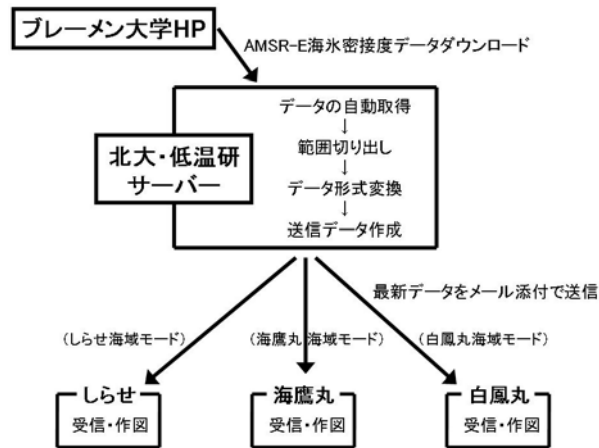 ブレーメン大学HP
AMSR-E海氷密接度データダウンロード
データの自動取得
↓
範囲切り出し
↓
データ形式変換
↓
送信データ作成
北大・低温研
サーバー
最新データをメール添付で送信
(しらせ海域モード)
(海鷹丸 海域モード)
(白鳳丸海域モード)
しらせ
受信・作図
海鷹丸
受信・作図
白鳳丸
受信・作図